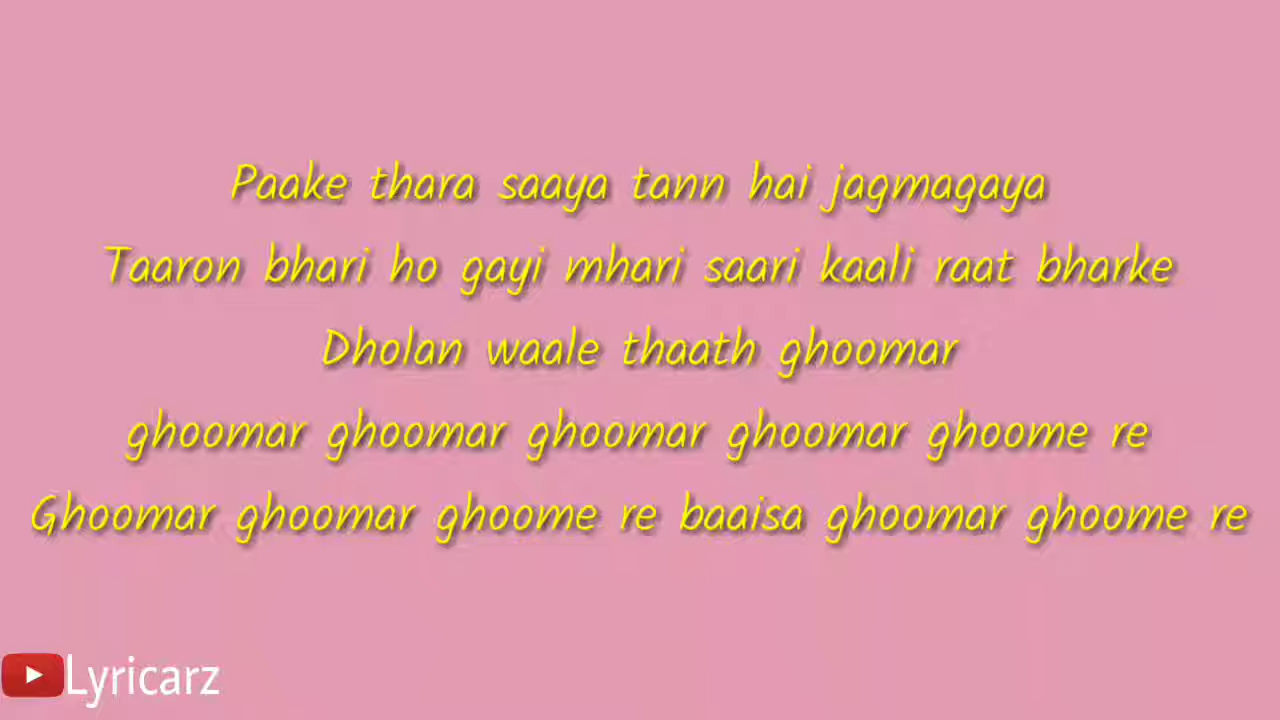 Paake thara saaya tann hai jagmagaya
Taaron bhari ho gayi mhari saari kaali raat bharke
Dholan waale thaath ghoomar
ghoomar ghoomar ghoomar ghoomar ghoome re
Ghoomar ghoomar ghoome re baaisa ghoomar ghoome re
Lyricarz